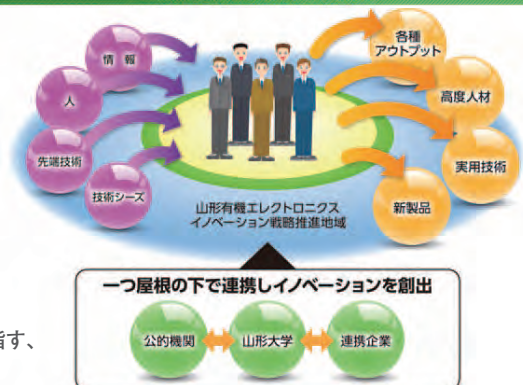 情報
人
先端技術
技術シーズ
各種
アウトプット
高度人材
実用技術
新製品
山形有機エレクトロニクス
イノベーション戦略推進地域
一つ屋根の下で連携しイノベーションを創出
公的機関
山形大学
連携企業
指す、